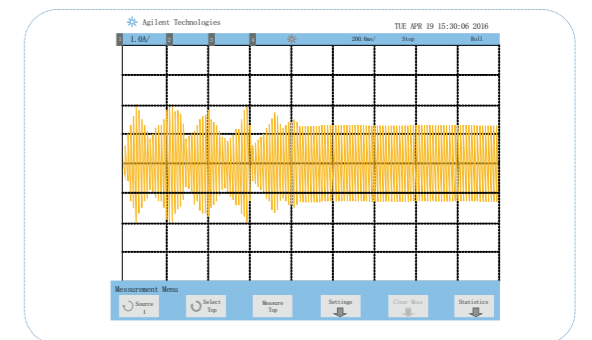 Agilent Technologies
TUE APR 19 15:30:06 2016
1 1.0A/ 2 3 4 200.0ms/ Stop Roll
Messurement Menu
Source
1
Select
Top
Measure
Top
Settings
Clear Meas
Statistics